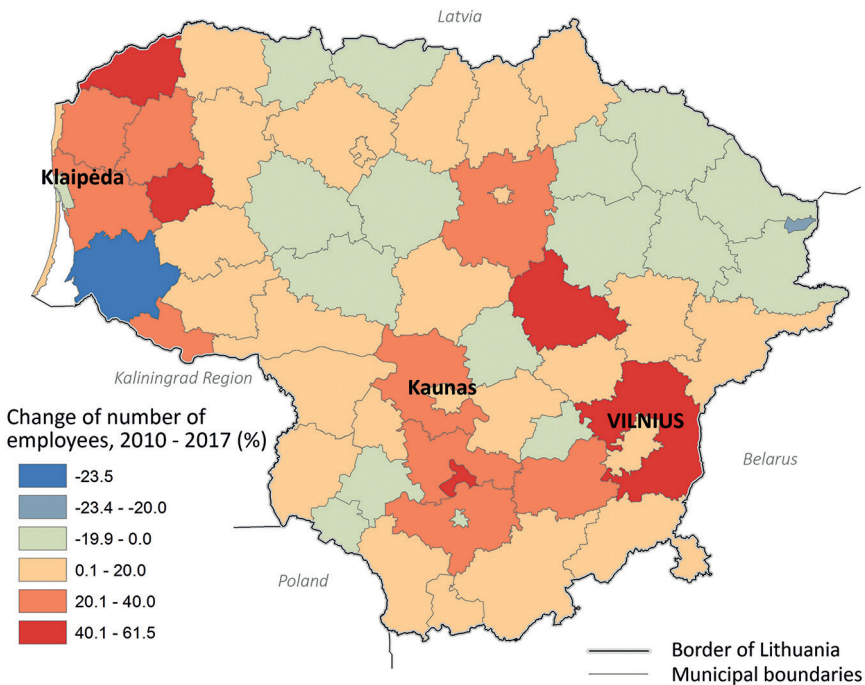 Latvia
Klaipėda
Kaliningrad Region
Kaunas
VILNIUS
Belarus
Poland
Change of number of
employees, 2010 - 2017 (%)
-23.5
-23.4 - -20.0
-19.9 - 0.0
0.1 - 20.0
20.1 - 40.0
40.1 - 61.5
Border of Lithuania
Municipal boundaries